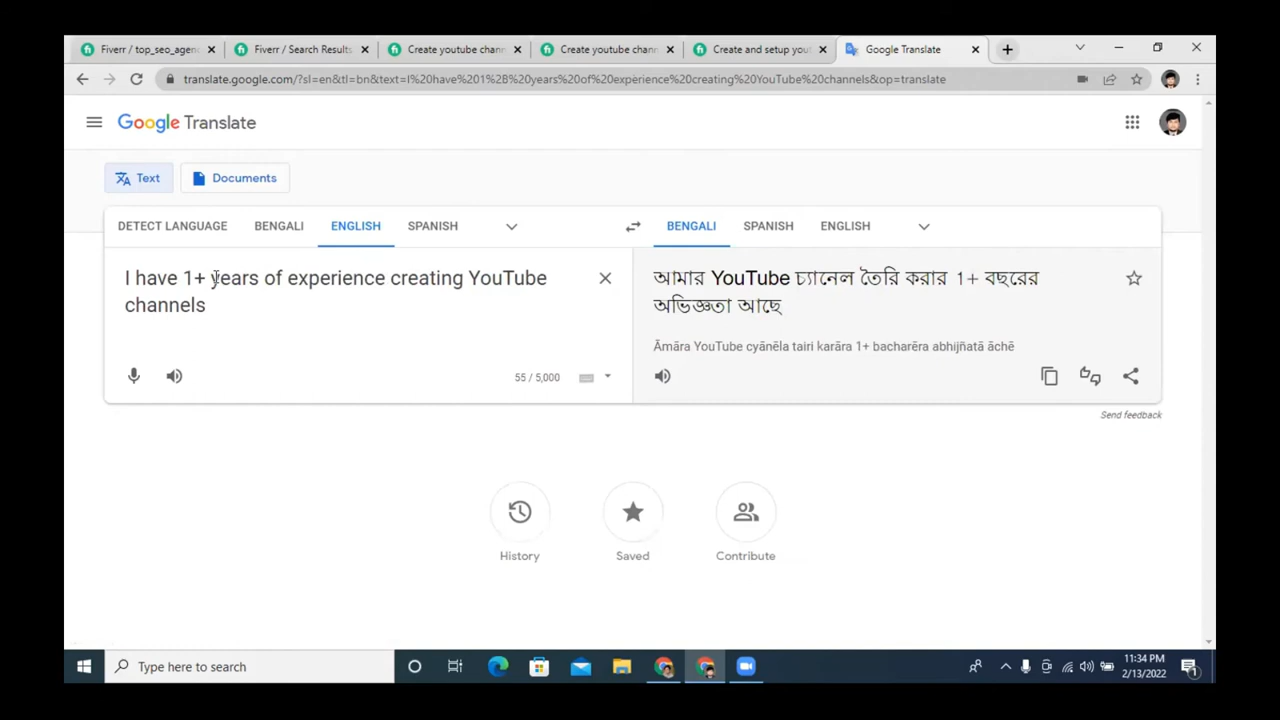 Fiverr / top_seo_agen
Fiverr / Search Results
Create youtube chann
Create youtube chann
Create and setup you
Google Translate
translate.google.com/?sl=en&tl=bn&text=I%20have%201%2B%20years%20of%20experience%20creating%20YouTube%20channels&op=translate
Google Translate
Text
Documents
DETECT LANGUAGE
BENGALI
ENGLISH
SPANISH
BENGALI
SPANISH
ENGLISH
I have 1+ years of experience creating YouTube
channels
আমার YouTube চ্যানেল তৈরি করার 1+ বছরের
অভিজ্ঞতা আছে
Āmāra YouTube cyānēla tairi karāra 1+ bacharēra abhijñatā āchē
55 / 5,000
Send feedback
History
Saved
Contribute
Type here to search
11:34 PM
2/13/2022
1